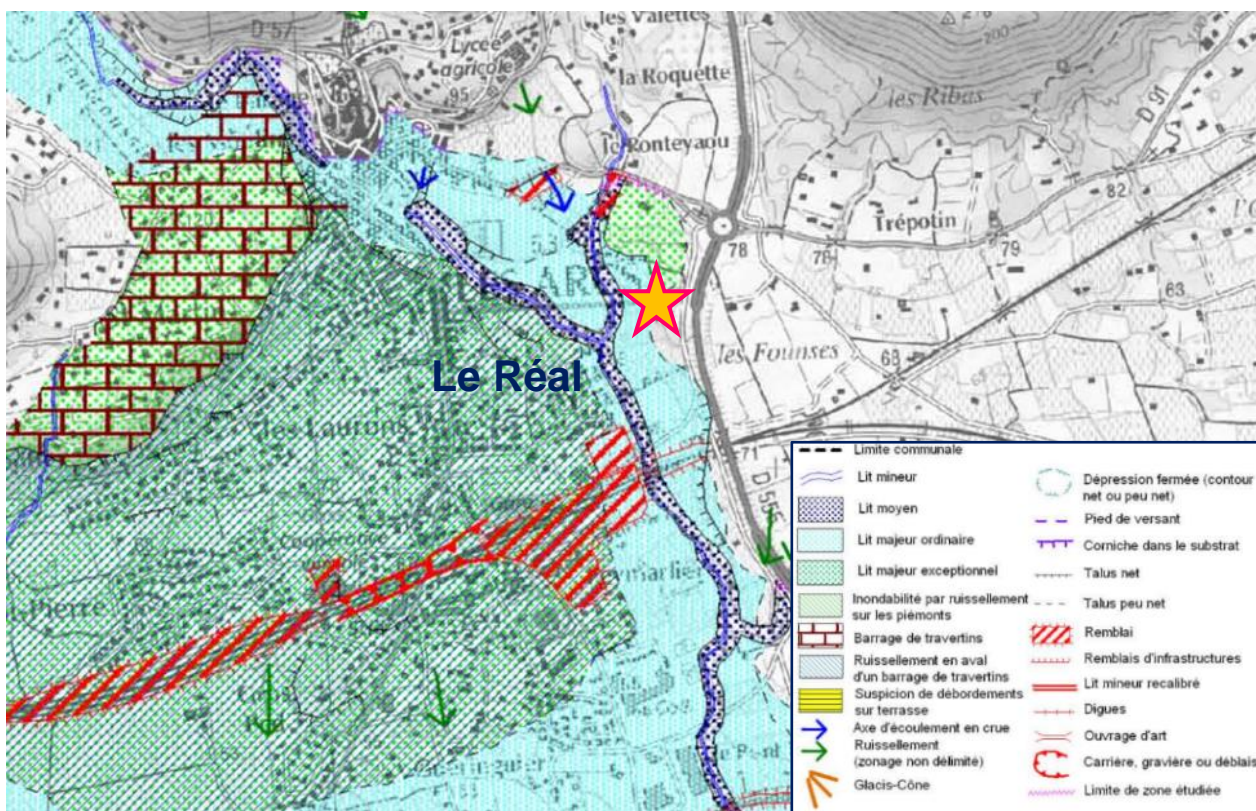 les Valettes
D 57
Lycée
agricole
95
la Roquette
les Ribas
200
D 91
82
Trépotin
78
78
79
63
ARCS
les Founses
68
Le Réal
les Laurons
71
D 555
Coopérative
Limite communale
Lit mineur
Lit moyen
Lit majeur ordinaire
Lit majeur exceptionnel
Inondabilité par ruissellement
sur les piémonts
Barrage de travertins
Ruissellement en aval
d'un barrage de travertins
Suspicion de débordements
sur terrasse
Axe d'écoulement en crue
Ruissellement
(zonage non délimité)
Glacis-Cône
Dépression fermée (contour
net ou peu net)
Pied de versant
Corniche dans le substrat
Talus net
Talus peu net
Remblai
Remblais d'infrastructures
Lit mineur recalibré
Digues
Ouvrage d'art
Carrière, gravière ou déblais
Limite de zone étudiée